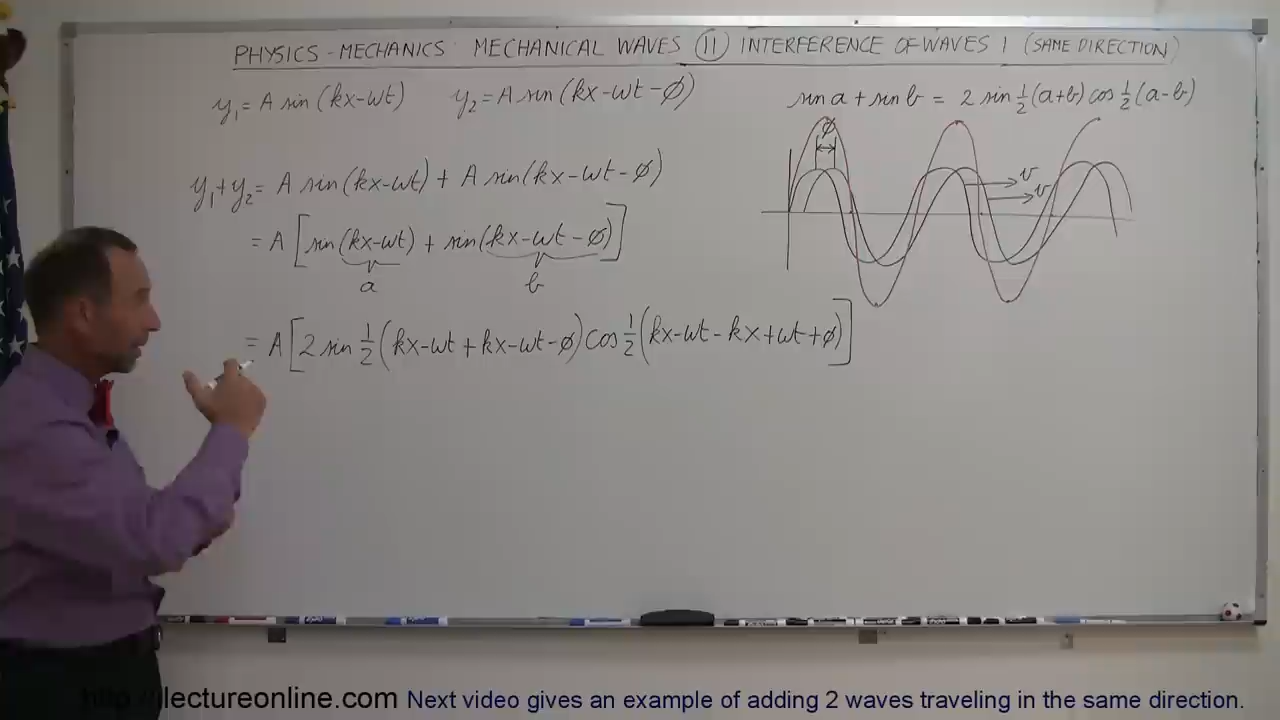 PHYSICS - MECHANICS MECHANICAL WAVES (11) INTERFERENCE OF WAVES 1 (SAME DIRECTION)
y₁ = A sin (kx-ωt) y₂ = A sin (kx-ωt-ø)
sin a + sin b = 2 sin ½ (a+b) cos ½ (a-b)
ø
v
v
y₁+y₂ = A sin (kx-ωt) + A sin (kx-ωt-ø)
= A [sin (kx-ωt) + sin (kx-ωt-ø)]
a b
= A [2 sin ½ (kx-ωt+kx-ωt-ø) cos ½ (kx-ωt-kx+ωt+ø)]
http://ilectureonline.com Next video gives an example of adding 2 waves traveling in the same direction.